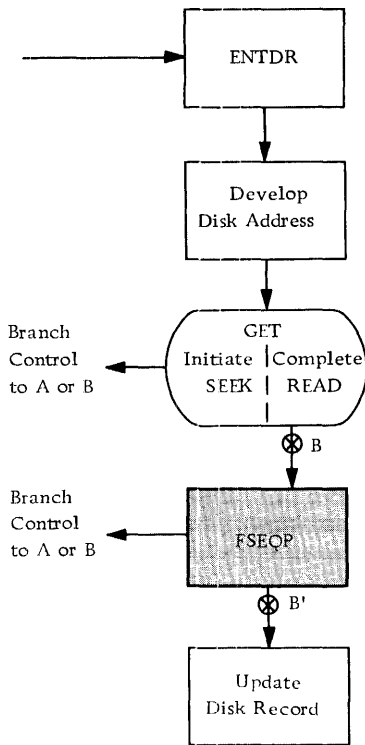 ENTDR
Develop
Disk Address
Branch
Control
to A or B
GET
Initiate Complete
SEEK READ
B
Branch
Control
to A or B
FSEQP
B'
Update
Disk Record